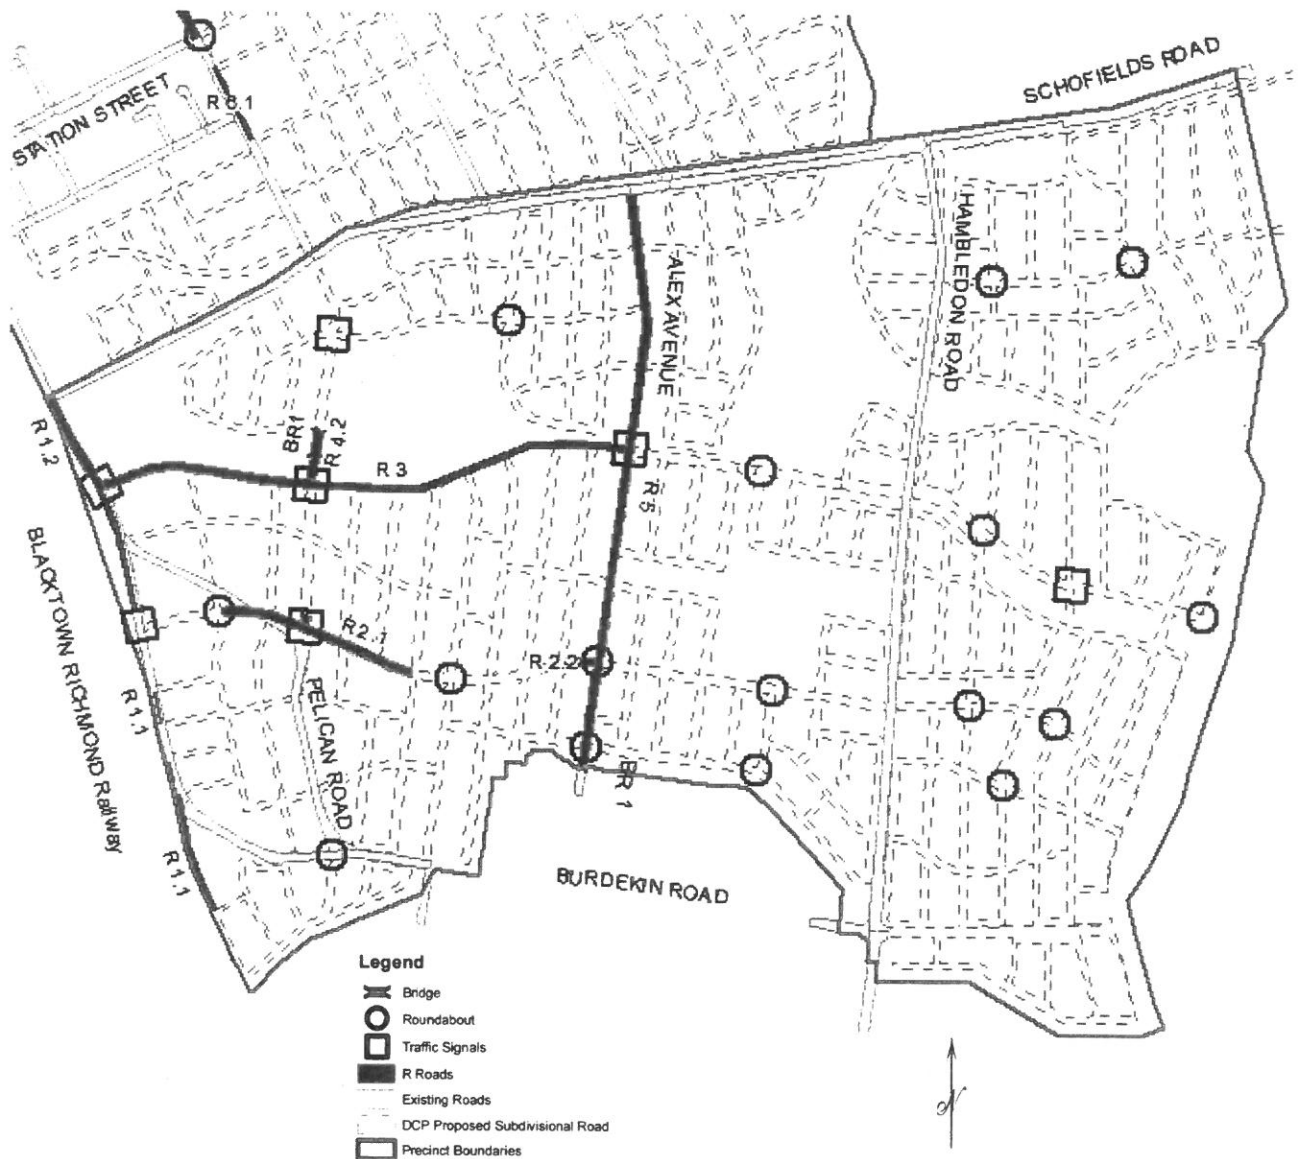 SCHOFIELDS ROAD
STATION STREET
R 6.1
HAMBLEDON ROAD
ALEX AVENUE
BR1
R 4.2
R 1.2
R 3
R 5
BLACKTOWN RICHMOND Railway
R 2.1
R 2.2
R 1.1
PELICAN ROAD
BR 1
R 1.1
BURDEKIN ROAD
Legend
Bridge
Roundabout
Traffic Signals
R Roads
Existing Roads
DCP Proposed Subdivisional Road
Precinct Boundaries
N